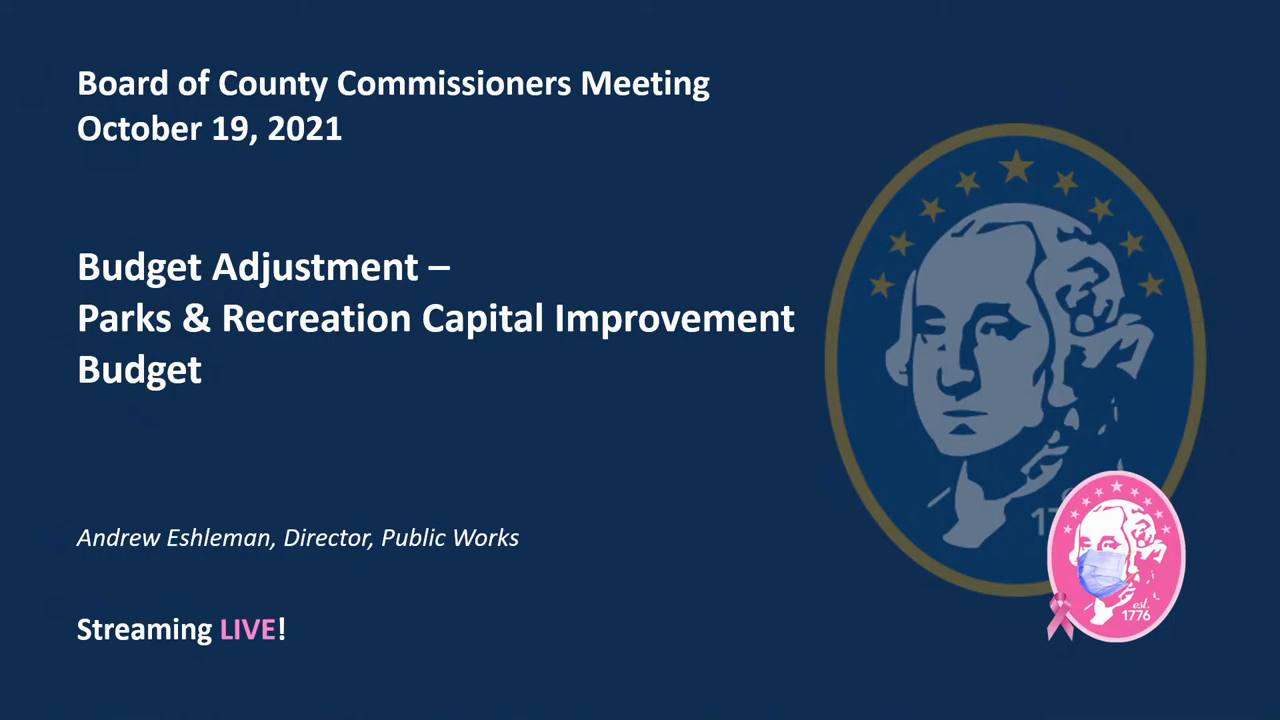 Board of County Commissioners Meeting
October 19, 2021
Budget Adjustment –
Parks & Recreation Capital Improvement
Budget
Andrew Eshleman, Director, Public Works
Streaming LIVE!
est.
1776